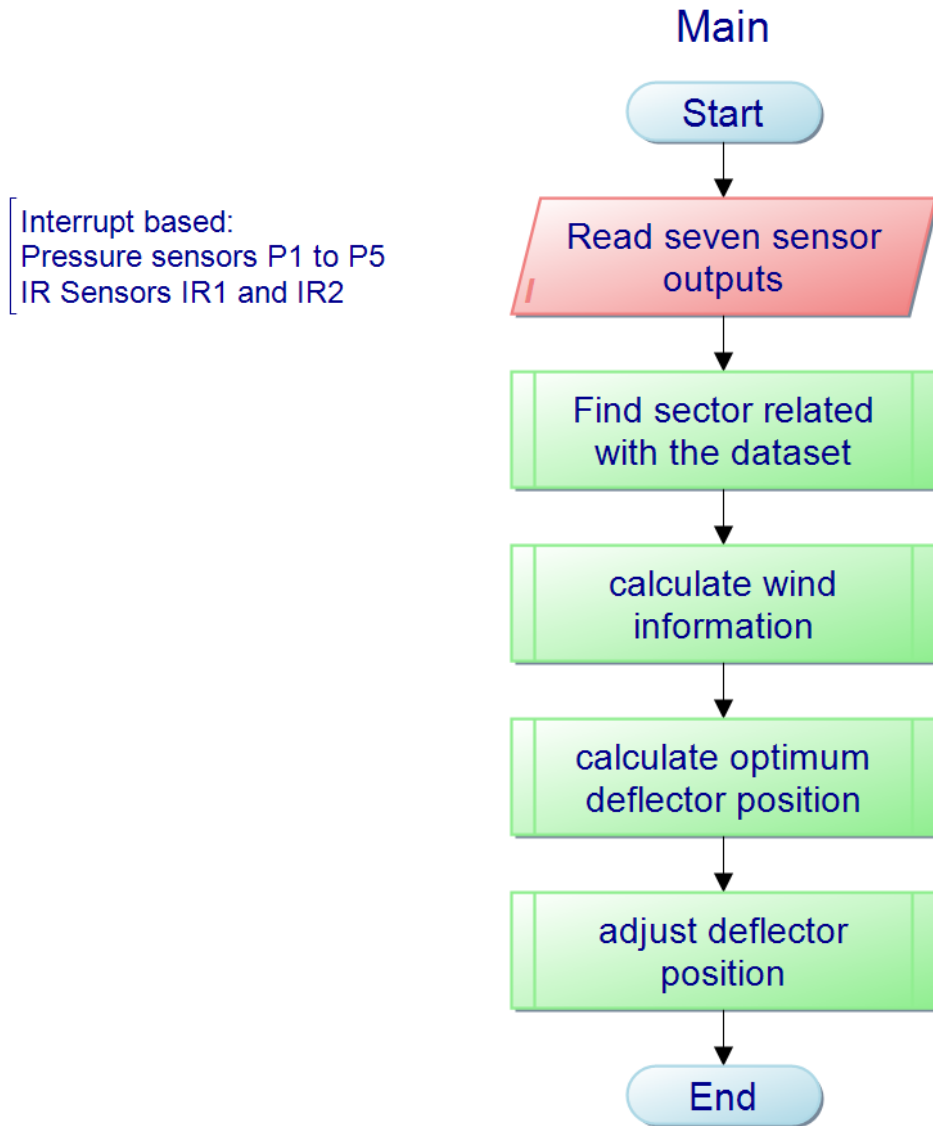 Main
Start
Interrupt based:
Pressure sensors P1 to P5
IR Sensors IR1 and IR2
Read seven sensor
outputs
I
Find sector related
with the dataset
calculate wind
information
calculate optimum
deflector position
adjust deflector
position
End